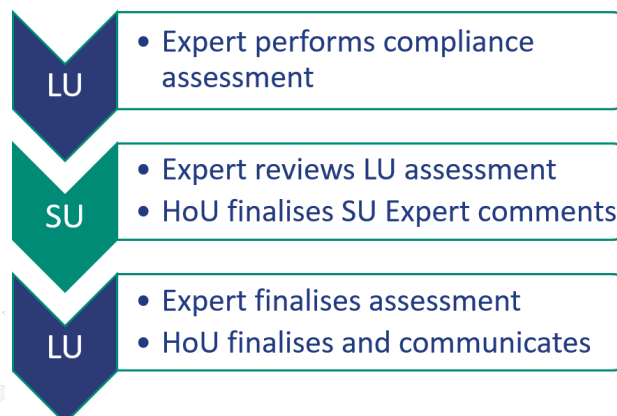 LU
• Expert performs compliance
assessment
SU
• Expert reviews LU assessment
• HoU finalises SU Expert comments
LU
• Expert finalises assessment
• HoU finalises and communicates